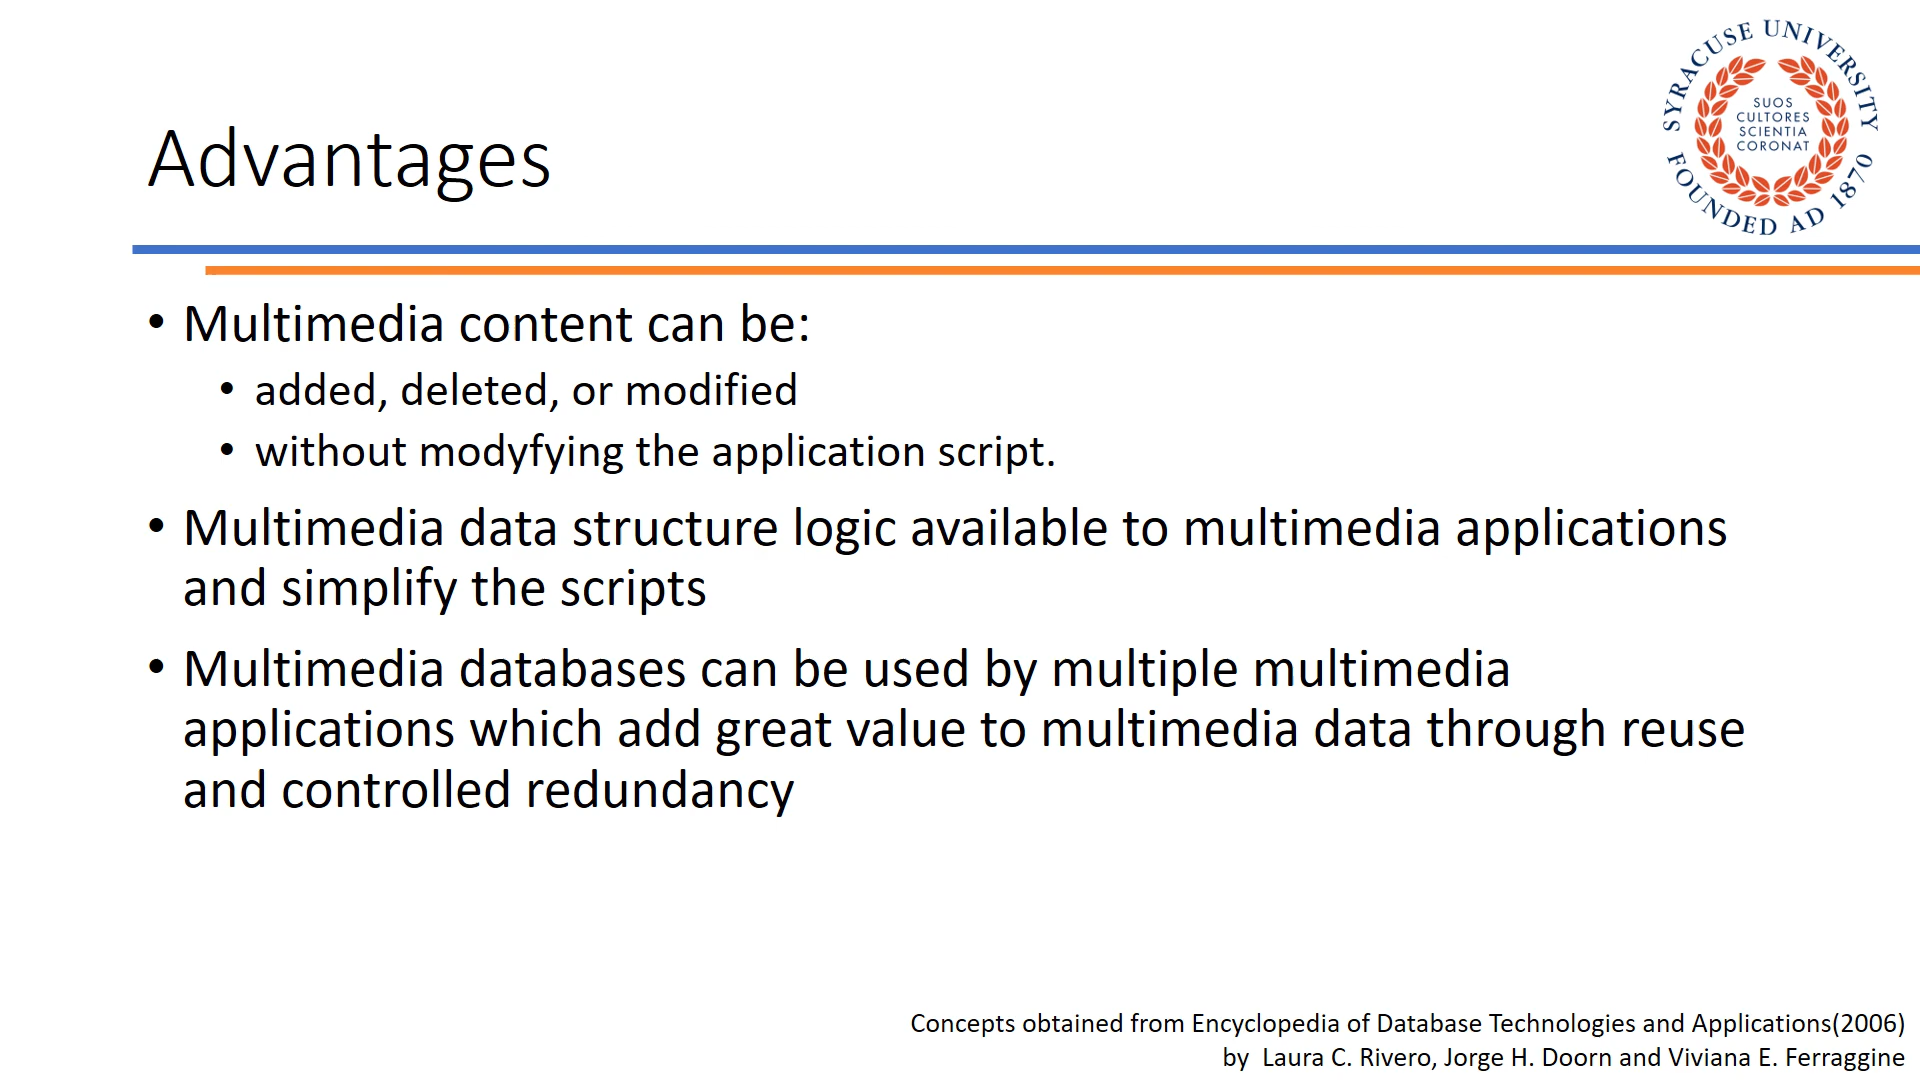 SYRACUSE UNIVERSITY
SUOS
CULTORES
SCIENTIA
CORONAT
FOUNDED AD 1870
Advantages
• Multimedia content can be:
• added, deleted, or modified
• without modyfying the application script.
• Multimedia data structure logic available to multimedia applications
and simplify the scripts
• Multimedia databases can be used by multiple multimedia
applications which add great value to multimedia data through reuse
and controlled redundancy
Concepts obtained from Encyclopedia of Database Technologies and Applications(2006)
by Laura C. Rivero, Jorge H. Doorn and Viviana E. Ferraggine